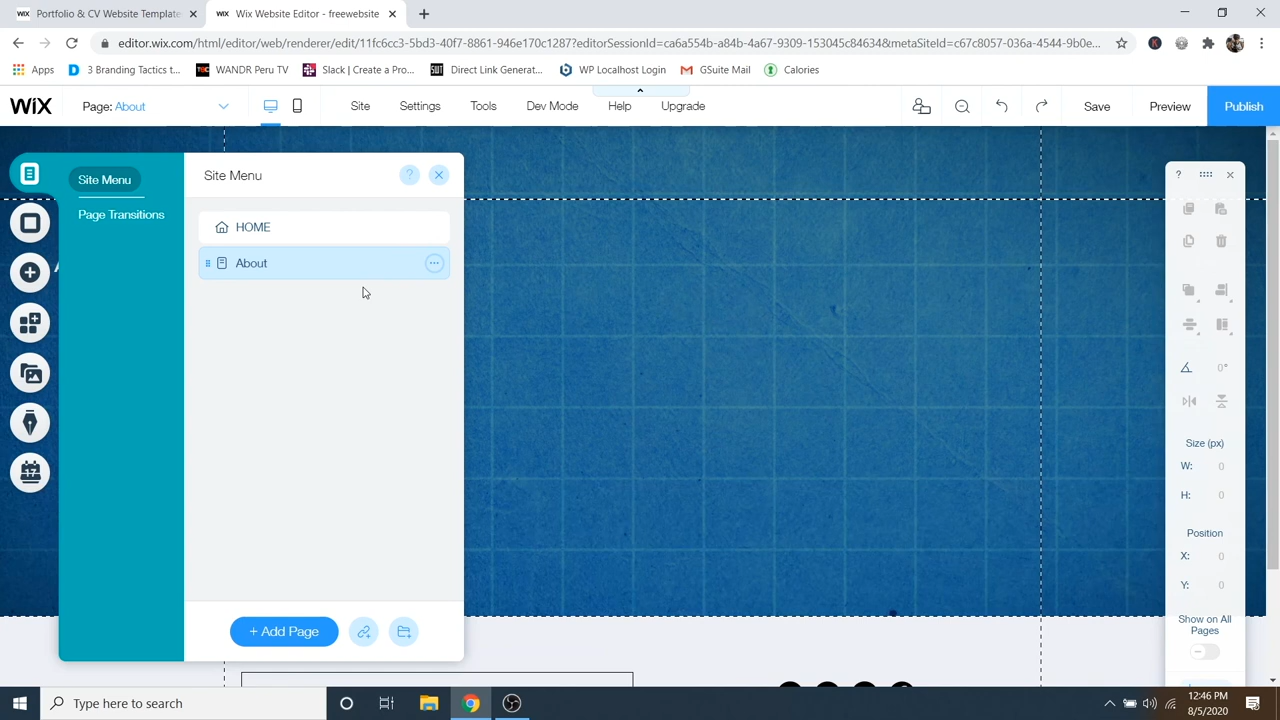 Portfolio & CV Website Template
Wix Website Editor - freewebsite
editor.wix.com/html/editor/web/renderer/edit/11fc6cc3-5bd3-40f7-8861-946e170c1287?editorSessionId=ca6a554b-a84b-4a67-9309-153045c84634&metaSiteId=c67c8057-036a-4544-9b0e...
Apps
3 Branding Tactics t...
WANDR Peru TV
Slack | Create a Pro...
Direct Link Generat...
WP Localhost Login
GSuite Mail
Calories
WiX
Page: About
Site
Settings
Tools
Dev Mode
Help
Upgrade
Save
Preview
Publish
Site Menu
Page Transitions
Site Menu
?
HOME
About
+ Add Page
?
0°
Size (px)
W: 0
H: 0
Position
X: 0
Y: 0
Show on All
Pages
Type here to search
12:46 PM
8/5/2020